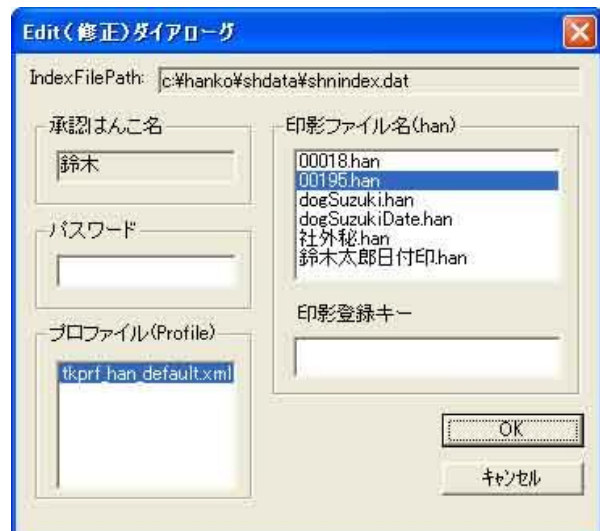 Edit(修正)ダイアローグ
IndexFilePath: c:¥hanko¥shdata¥shnindex.dat
承認はんこ名
鈴木
パスワード
プロファイル(Profile)
tkprf_han_default.xml
印影ファイル名(han)
00018.han
00195.han
dogSuzuki.han
dogSuzukiDate.han
社外秘.han
鈴木太郎日付印.han
印影登録キー
OK
キャンセル